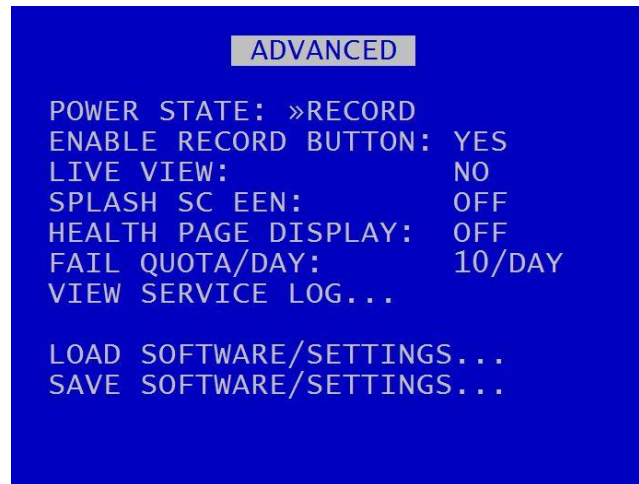 ADVANCED
POWER STATE: »RECORD
ENABLE RECORD BUTTON: YES
LIVE VIEW: NO
SPLASH SC EEN: OFF
HEALTH PAGE DISPLAY: OFF
FAIL QUOTA/DAY: 10/DAY
VIEW SERVICE LOG...
LOAD SOFTWARE/SETTINGS...
SAVE SOFTWARE/SETTINGS...